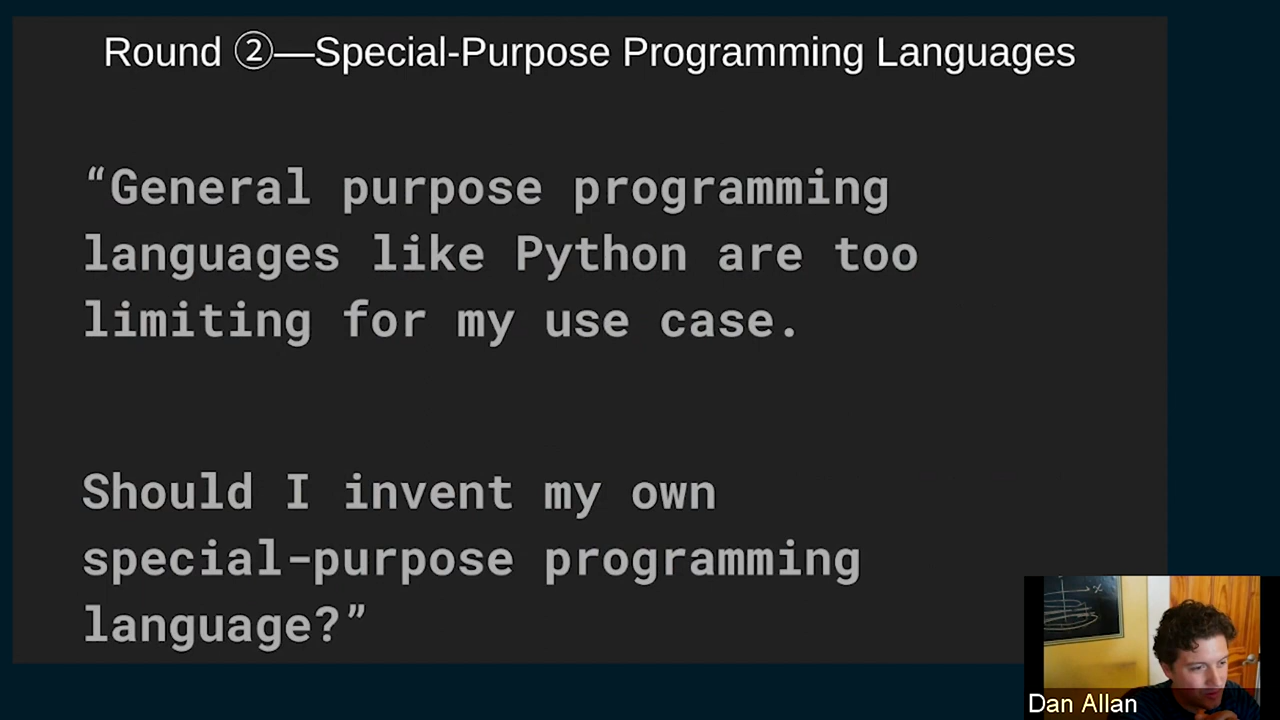 Round ②—Special-Purpose Programming Languages
“General purpose programming
languages like Python are too
limiting for my use case.
Should I invent my own
special-purpose programming
language?”
x
Dan Allan